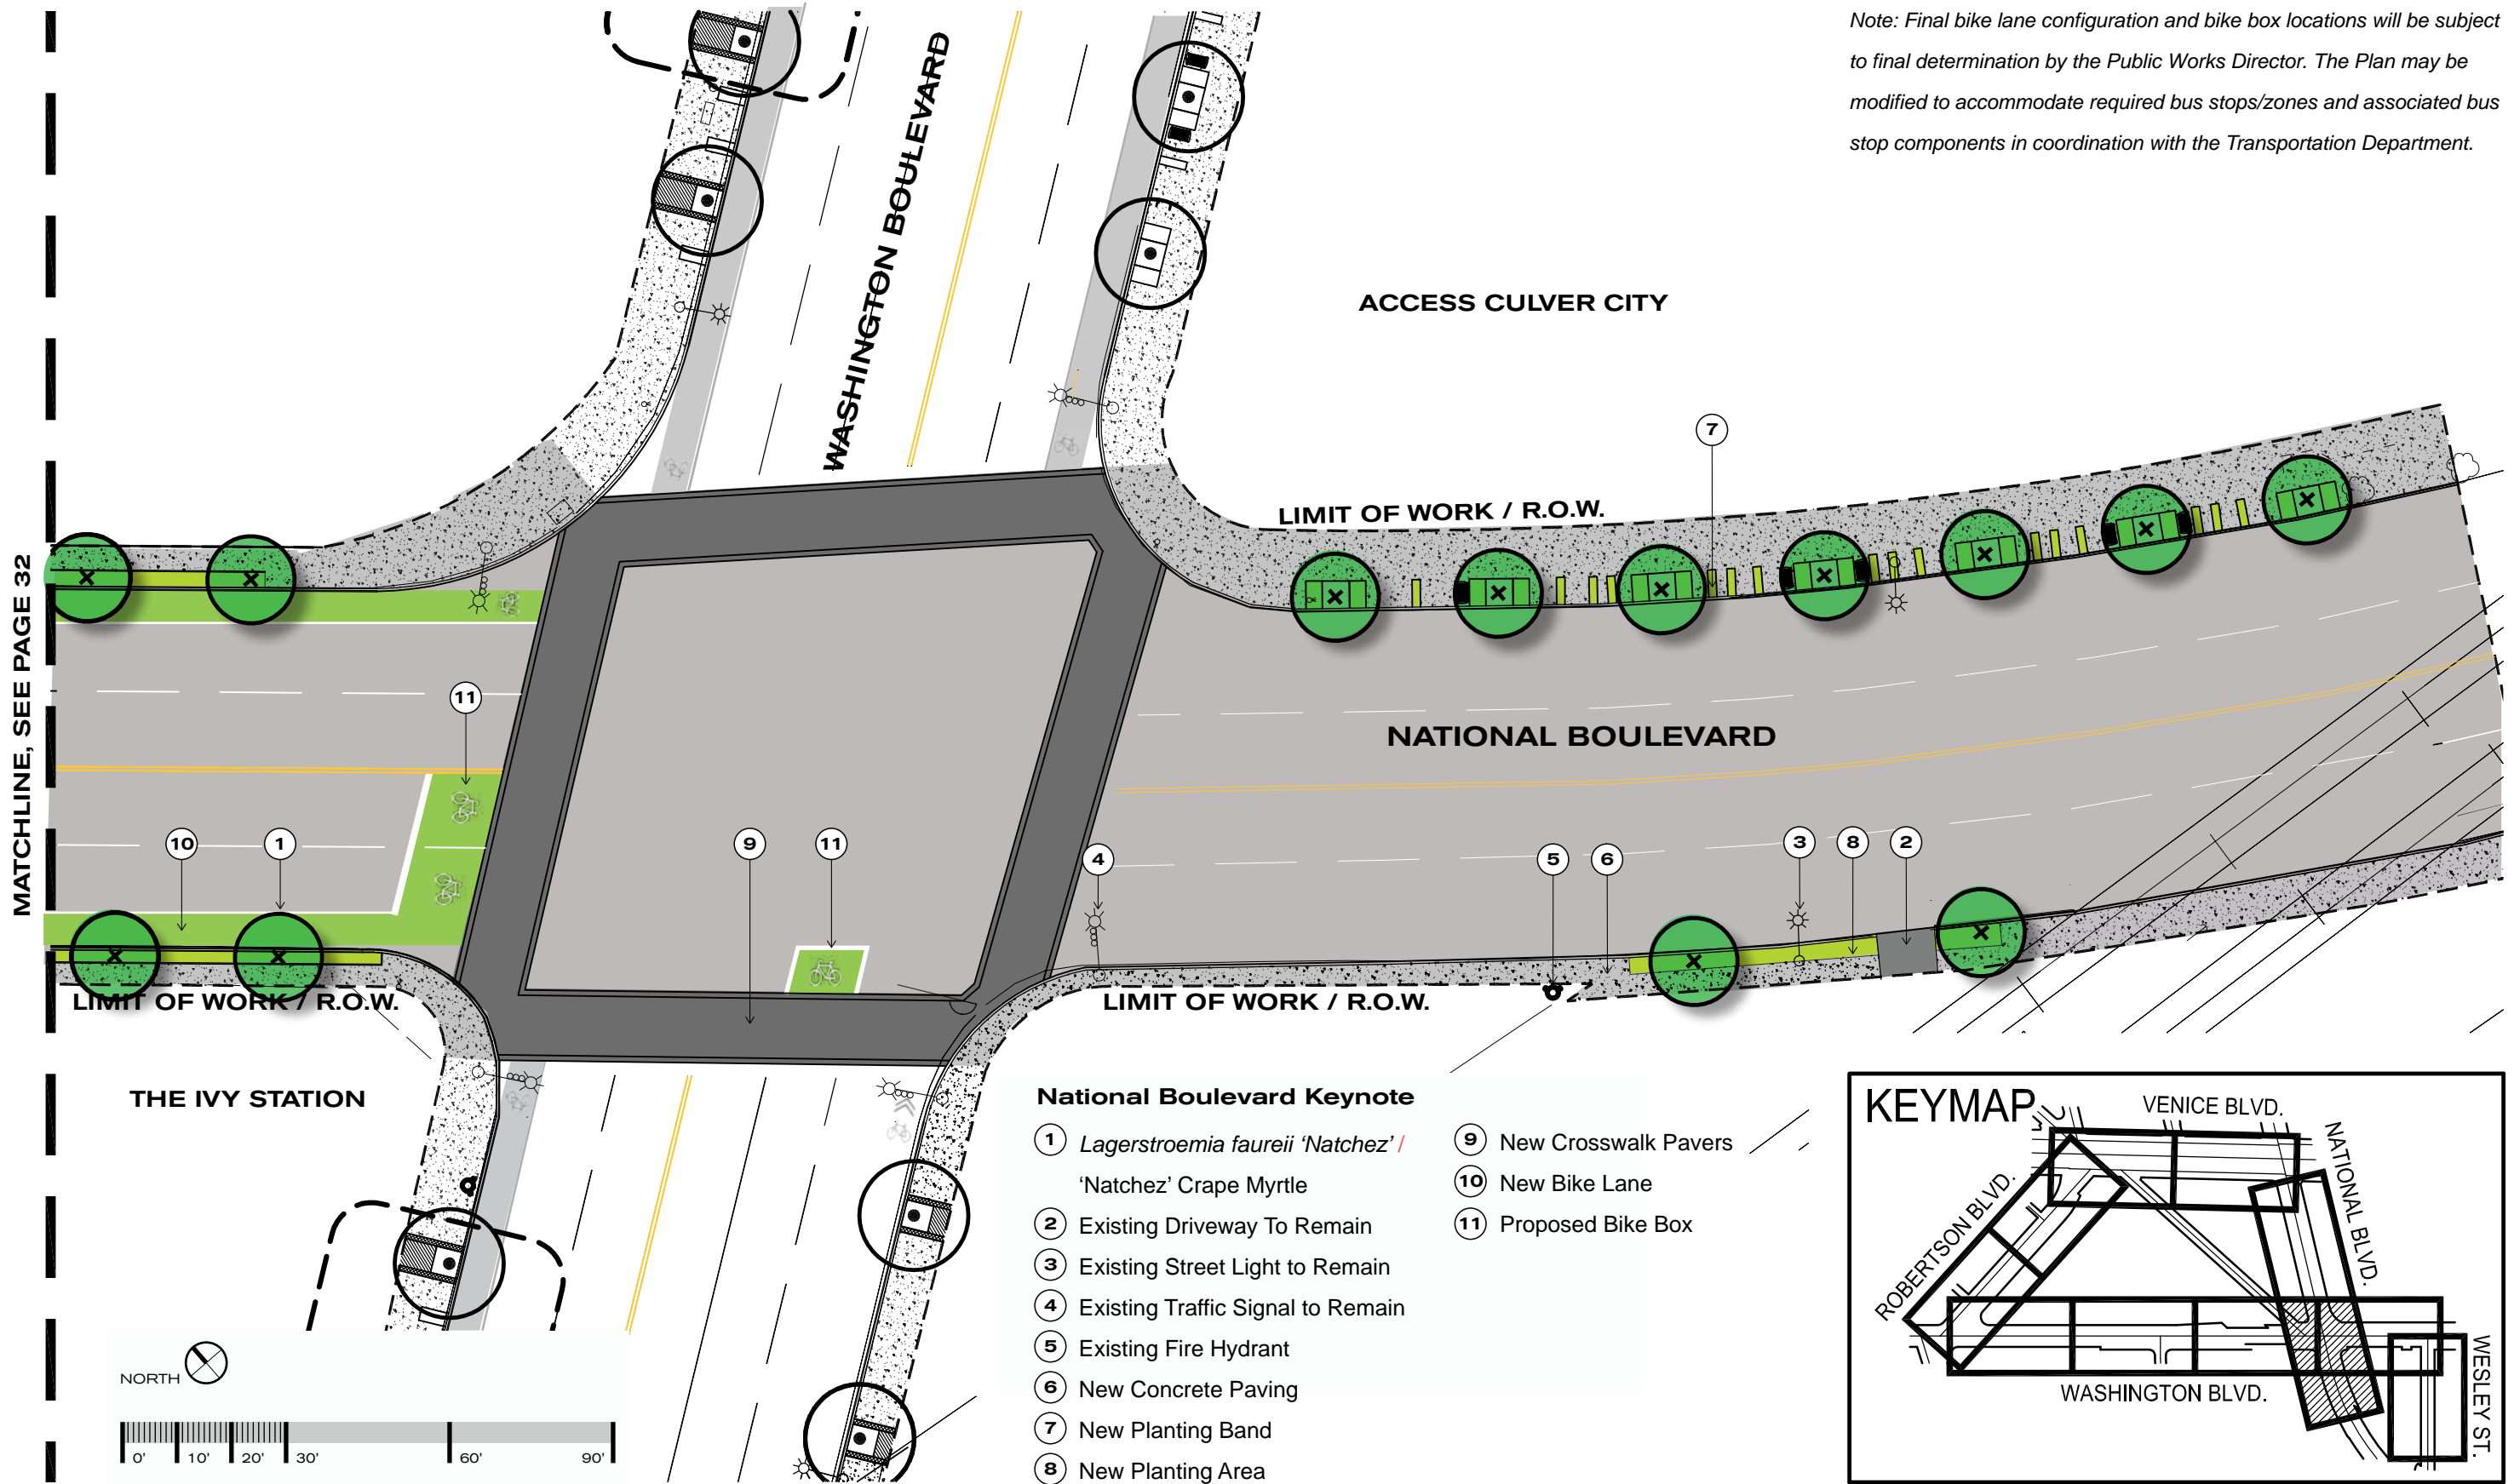 Note: Final bike lane configuration and bike box locations will be subject
to final determination by the Public Works Director. The Plan may be
modified to accommodate required bus stops/zones and associated bus
stop components in coordination with the Transportation Department.
WASHINGTON BOULEVARD
ACCESS CULVER CITY
7
LIMIT OF WORK / R.O.W.
MATCHLINE, SEE PAGE 32
11
NATIONAL BOULEVARD
10
1
9
11
4
5
6
3
8
2
LIMIT OF WORK / R.O.W.
LIMIT OF WORK / R.O.W.
THE IVY STATION
National Boulevard Keynote
1 Lagerstroemia faureii ‘Natchez’ /
‘Natchez’ Crape Myrtle
2 Existing Driveway To Remain
3 Existing Street Light to Remain
4 Existing Traffic Signal to Remain
5 Existing Fire Hydrant
6 New Concrete Paving
7 New Planting Band
8 New Planting Area
9 New Crosswalk Pavers
10 New Bike Lane
11 Proposed Bike Box
NORTH
0' 10' 20' 30' 60' 90'
KEYMAP
VENICE BLVD.
NATIONAL BLVD.
ROBERTSON BLVD.
WASHINGTON BLVD.
WESLEY ST.